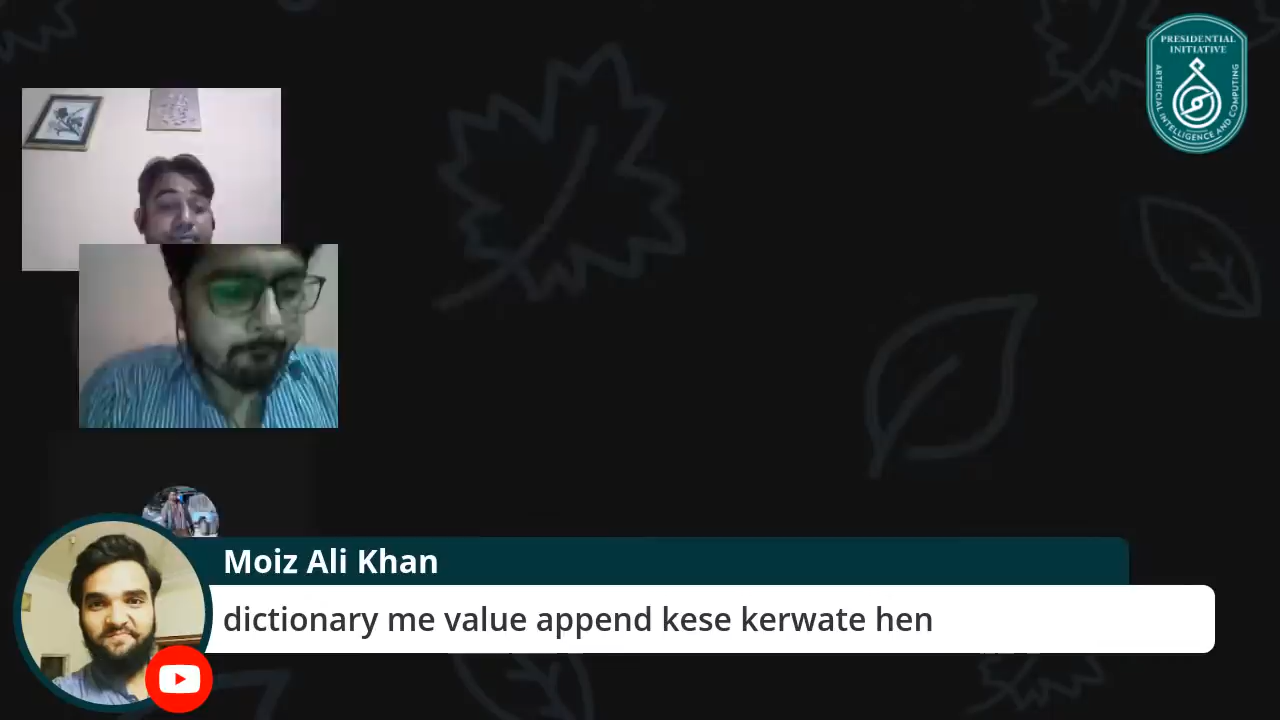 PRESIDENTIAL
INITIATIVE
ARTIFICIAL INTELLIGENCE AND COMPUTING
Moiz Ali Khan
dictionary me value append kese kerwate hen